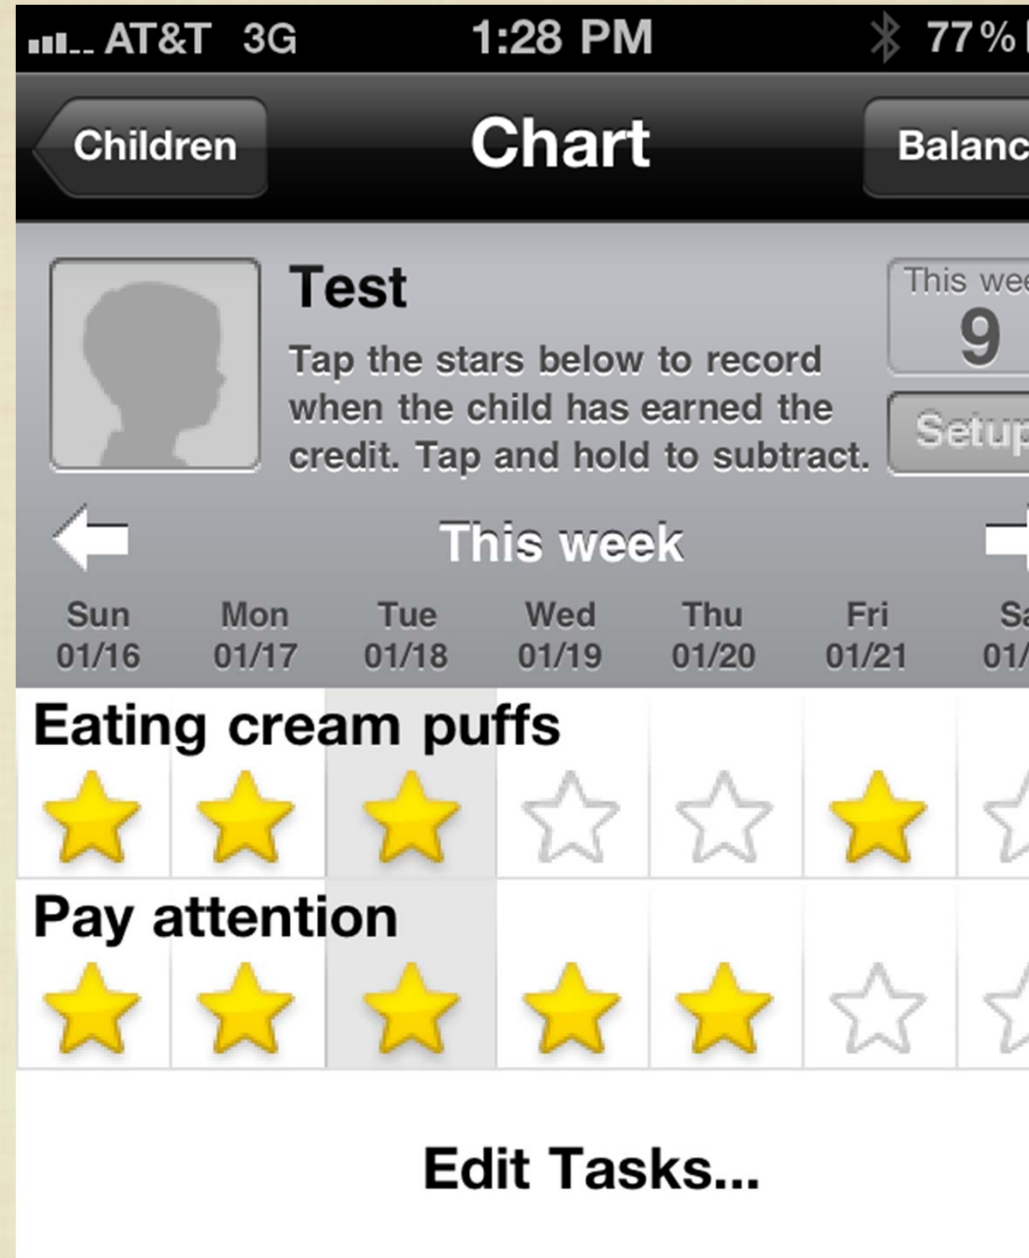 AT&T 3G 1:28 PM 77%
Children Chart Balanc
Test
This wee
9
Tap the stars below to record
when the child has earned the
credit. Tap and hold to subtract.
Setup
This week
Sun Mon Tue Wed Thu Fri Sa
01/16 01/17 01/18 01/19 01/20 01/21 01/
Eating cream puffs
Pay attention
Edit Tasks...